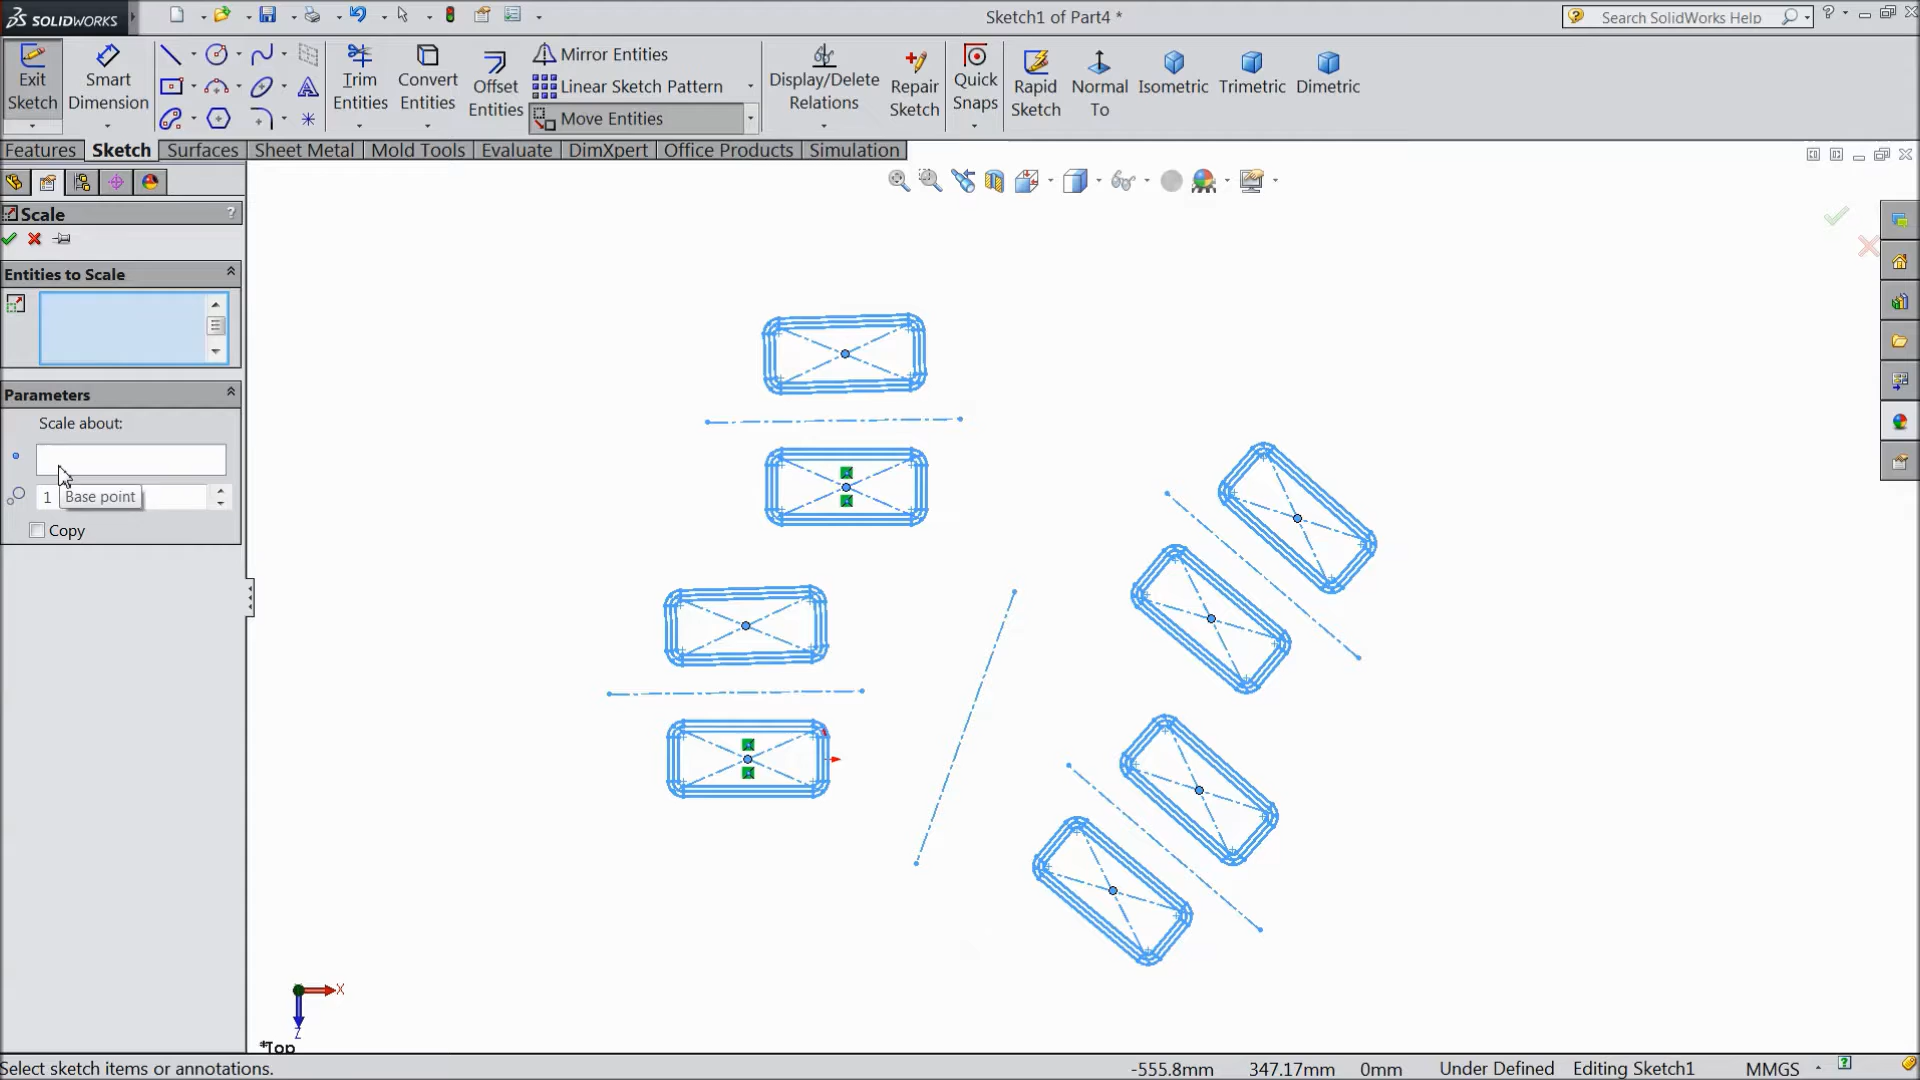 SOLIDWORKS
Sketch1 of Part4 *
Search SolidWorks Help
Exit Sketch
Smart Dimension
Trim Entities
Convert Entities
Offset Entities
Mirror Entities
Linear Sketch Pattern
Move Entities
Display/Delete Relations
Repair Sketch
Quick Snaps
Rapid Sketch
Normal To
Isometric
Trimetric
Dimetric
Features
Sketch
Surfaces
Sheet Metal
Mold Tools
Evaluate
DimXpert
Office Products
Simulation
Scale
?
Entities to Scale
Parameters
Scale about:
1
Base point
Copy
X
Z
*Top
Select sketch items or annotations.
-555.8mm
347.17mm
0mm
Under Defined
Editing Sketch1
MMGS